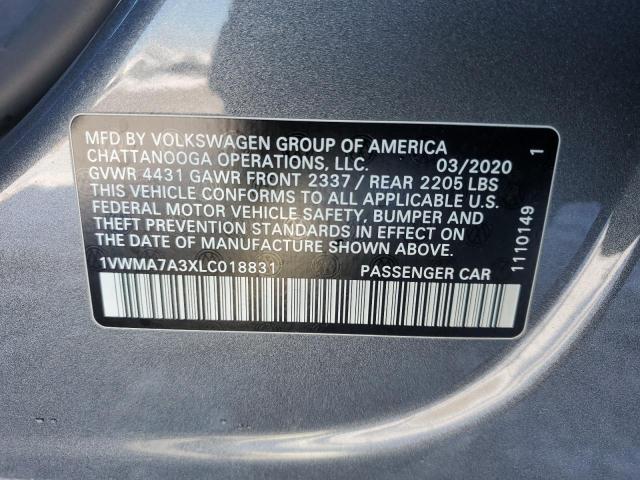 MFD BY VOLKSWAGEN GROUP OF AMERICA
CHATTANOOGA OPERATIONS, LLC. 03/2020
GVWR 4431 GAWR FRONT 2337 / REAR 2205 LBS
THIS VEHICLE CONFORMS TO ALL APPLICABLE U.S.
FEDERAL MOTOR VEHICLE SAFETY, BUMPER AND
THEFT PREVENTION STANDARDS IN EFFECT ON
THE DATE OF MANUFACTURE SHOWN ABOVE.
1VWMA7A3XLC018831 PASSENGER CAR
1110149 1